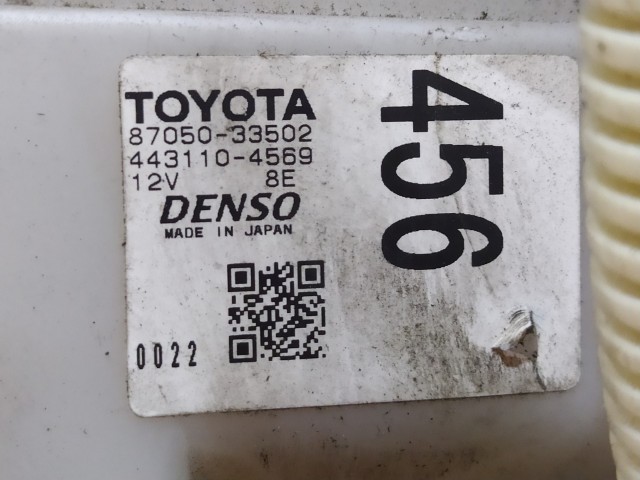 TOYOTA
87050-33502
443110-4569
12V 8E
DENSO
MADE IN JAPAN
0022
456